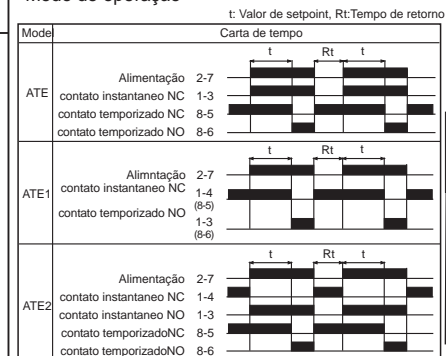 Modo de operação
t: Valor de setpoint, Rt:Tempo de retorno
Model Carta de tempo
t Rt t
ATE
Alimentação 2-7
contato instantaneo NC 1-3
contato temporizado NC 8-5
contato temporizado NO 8-6
t Rt t
ATE1
Alimntação 2-7
contato instantaneo NC 1-4
(8-5)
contato temporizado NO
1-3
(8-6)
t Rt t
ATE2
Alimentação 2-7
contato instantaneo NC 1-4
contato instantaneo NO 1-3
contato temporizadoNC 8-5
contato temporizadoNO 8-6